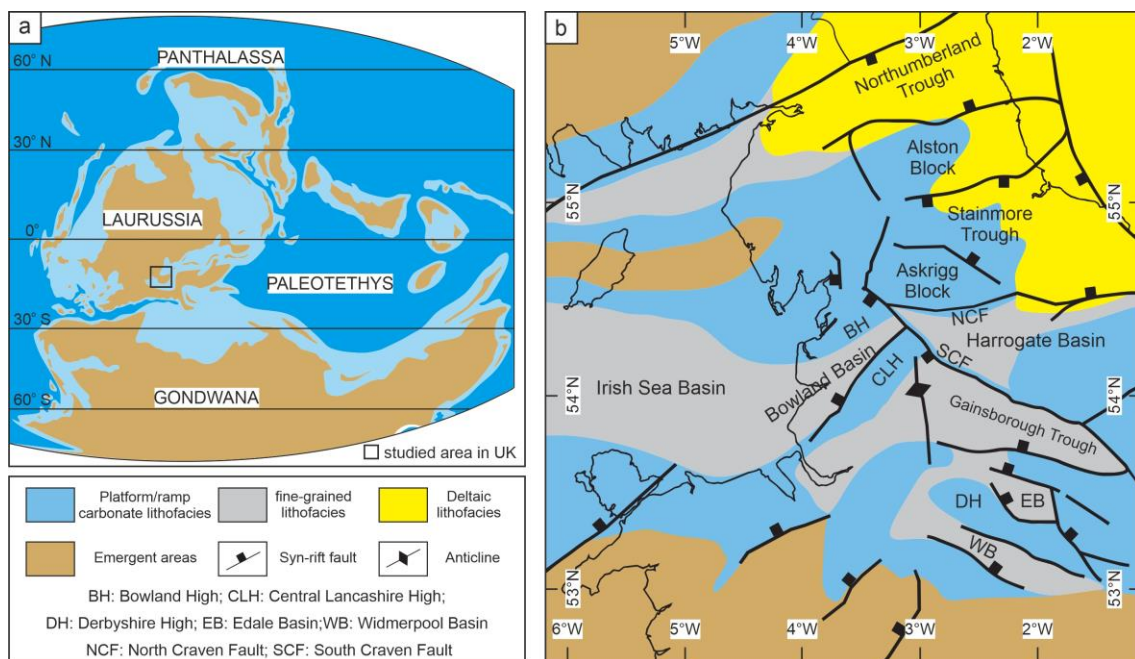 a
PANTHALASSA
60° N
30° N
LAURUSSIA
0°
PALEOTETHYS
30° S
GONDWANA
60° S
studied area in UK
Platform/ramp
carbonate lithofacies
fine-grained
lithofacies
Deltaic
lithofacies
Emergent areas
Syn-rift fault
Anticline
BH: Bowland High; CLH: Central Lancashire High;
DH: Derbyshire High; EB: Edale Basin;WB: Widmerpool Basin
NCF: North Craven Fault; SCF: South Craven Fault
b
5°W
4°W
3°W
2°W
Northumberland
Trough
Alston
Block
55°N
55°N
Stainmore
Trough
Askrigg
Block
NCF
BH
Harrogate Basin
SCF
CLH
Bowland Basin
Irish Sea Basin
54°N
54°N
Gainsborough Trough
DH
EB
WB
53°N
53°N
6°W
5°W
4°W
3°W
2°W